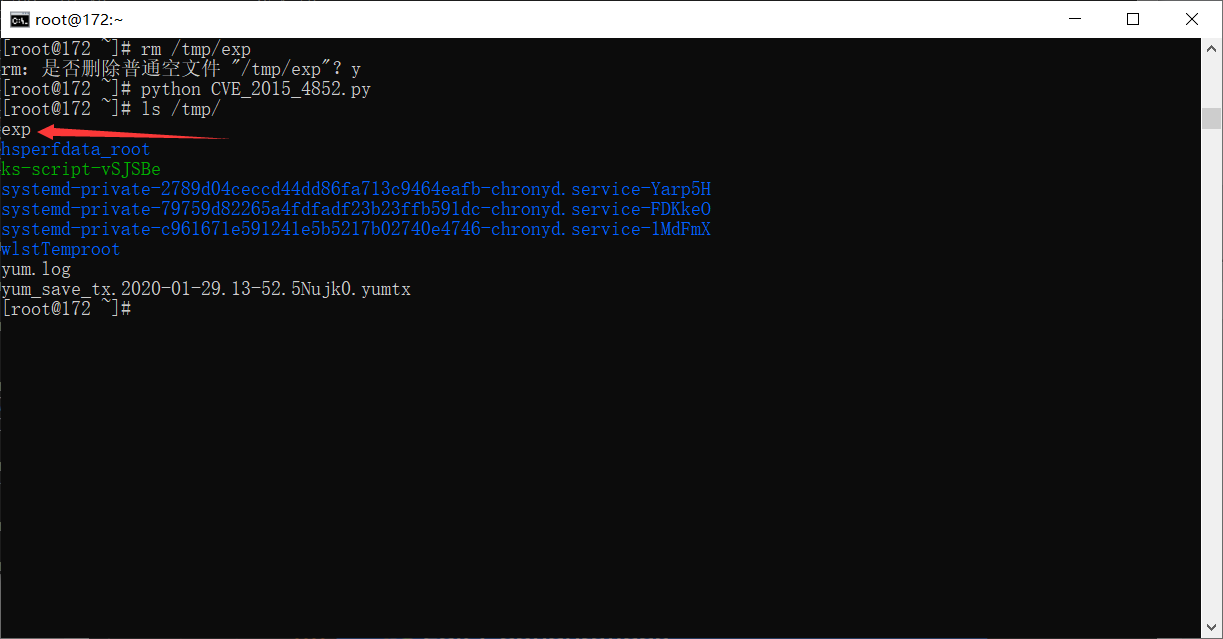 root@172:~
[root@172 ~]# rm /tmp/exp
rm：是否删除普通空文件 "/tmp/exp"？y
[root@172 ~]# python CVE_2015_4852.py
[root@172 ~]# ls /tmp/
exp
hsperfdata_root
ks-script-vSJSBe
systemd-private-2789d04ceccd44dd86fa713c9464eafb-chronyd.service-Yarp5H
systemd-private-79759d82265a4fdfadf23b23ffb591dc-chronyd.service-FDKkeO
systemd-private-c961671e591241e5b5217b02740e4746-chronyd.service-lMdFmX
wlstTemproot
yum.log
yum_save_tx.2020-01-29.13-52.5Nujk0.yumtx
[root@172 ~]#